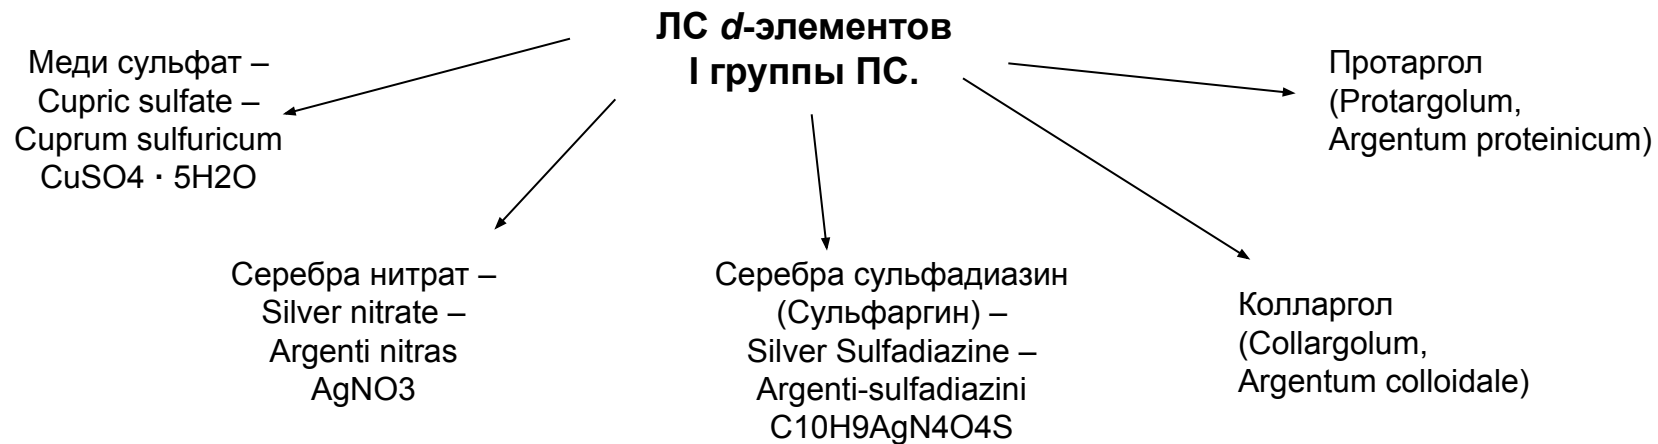 ЛС d-элементов
I группы ПС.
Меди сульфат –
Cupric sulfate –
Cuprum sulfuricum
CuSO4 · 5H2O
Серебра нитрат –
Silver nitrate –
Argenti nitras
AgNO3
Серебра сульфадиазин
(Сульфаргин) –
Silver Sulfadiazine –
Argenti-sulfadiazini
C10H9AgN4O4S
Колларгол
(Collargolum,
Argentum colloidale)
Протаргол
(Protargolum,
Argentum proteinicum)